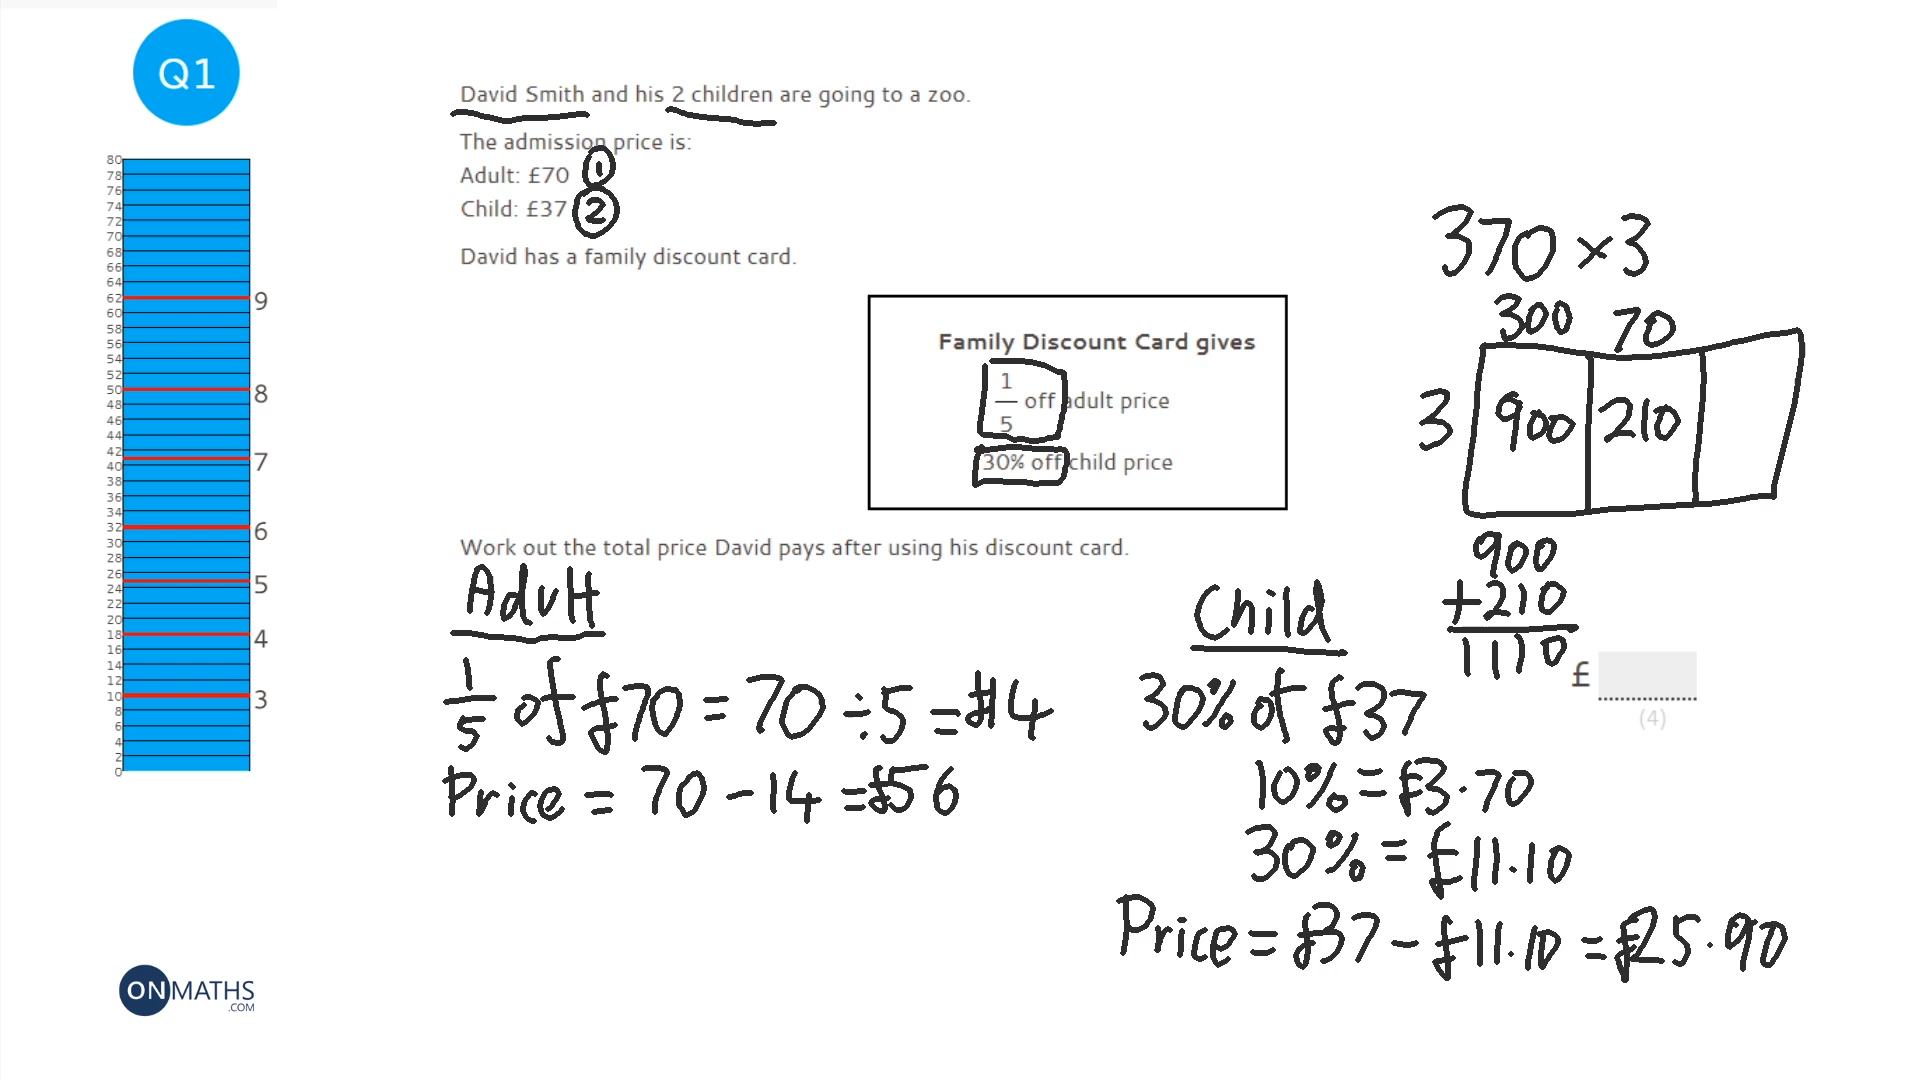 Q1
David Smith and his 2 children are going to a zoo.
The admission price is:
Adult: £70 1
Child: £37 2
David has a family discount card.
Family Discount Card gives
1
— off adult price
5
30% off child price
Work out the total price David pays after using his discount card.
£
(4)
Adult
1/5 of £70 = 70 ÷ 5 = £14
Price = 70 - 14 = £56
Child
30% of £37
10% = £3.70
30% = £11.10
Price = £37 - £11.10 = £25.90
370 × 3
300 70
3 900 210
900
+210
1110
80
78
76
74
72
70
68
66
64
62 9
60
58
56
54
52
50 8
48
46
44
42
40 7
38
36
34
32 6
30
28
26
24 5
22
20
18 4
16
14
12
10 3
8
6
4
2
0
ONMATHS
.COM